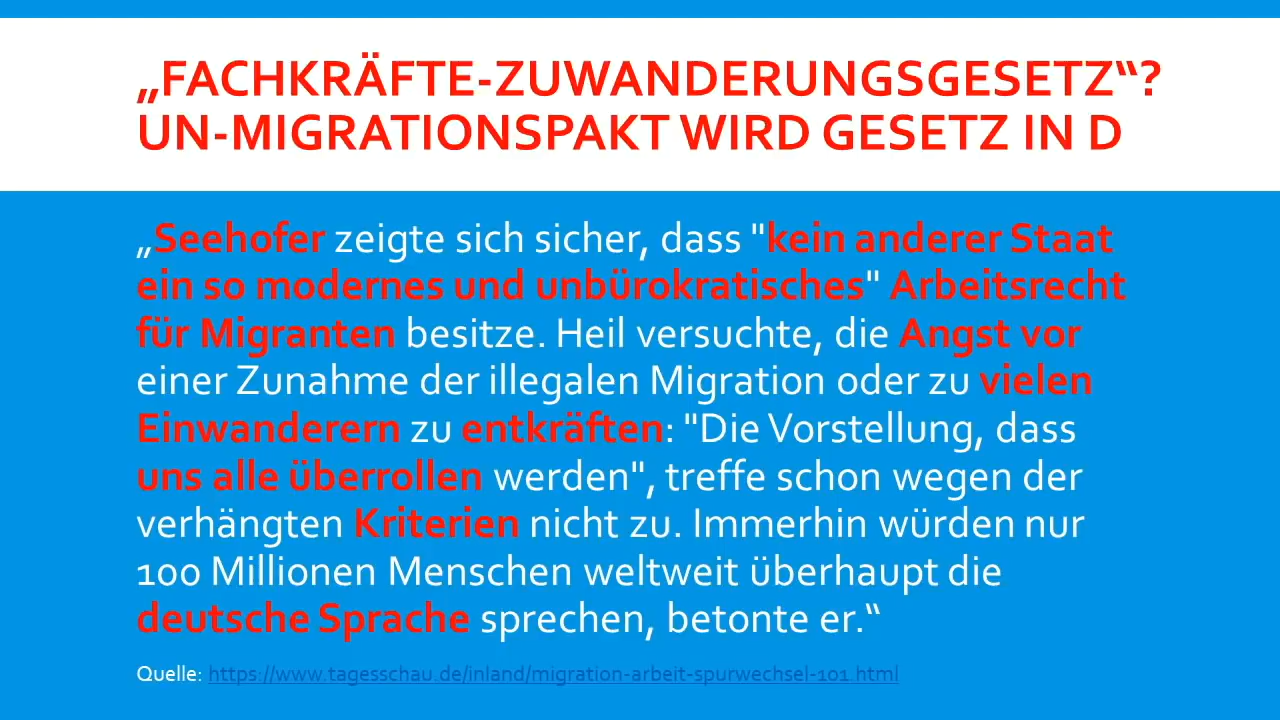 „FACHKRÄFTE-ZUWANDERUNGSGESETZ“?
UN-MIGRATIONSPAKT WIRD GESETZ IN D
„Seehofer zeigte sich sicher, dass "kein anderer Staat
ein so modernes und unbürokratisches" Arbeitsrecht
für Migranten besitze. Heil versuchte, die Angst vor
einer Zunahme der illegalen Migration oder zu vielen
Einwanderern zu entkräften: "Die Vorstellung, dass
uns alle überrollen werden", treffe schon wegen der
verhängten Kriterien nicht zu. Immerhin würden nur
100 Millionen Menschen weltweit überhaupt die
deutsche Sprache sprechen, betonte er.“
Quelle: https://www.tagesschau.de/inland/migration-arbeit-spurwechsel-101.html